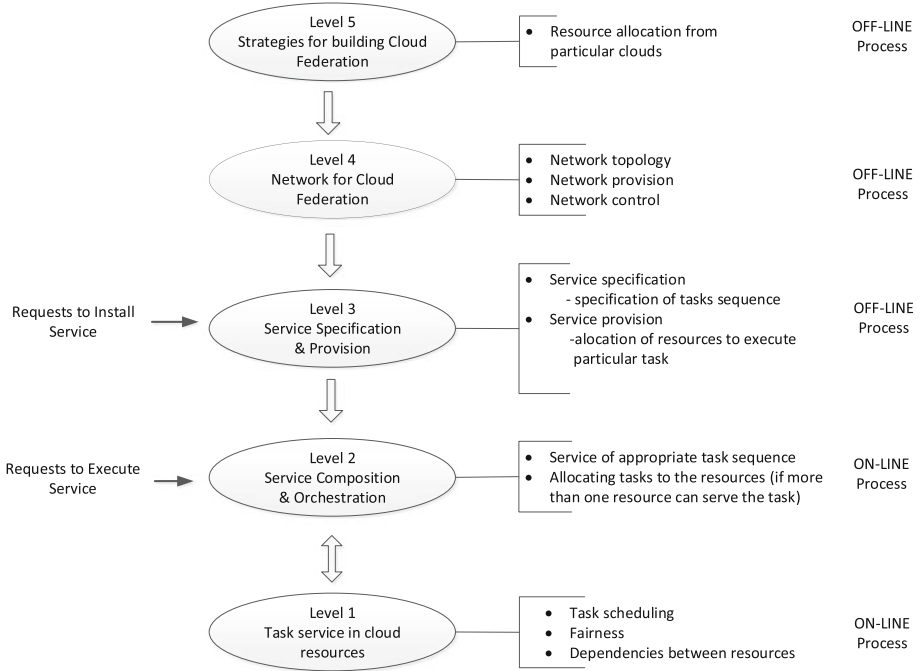 Level 5
Strategies for building Cloud
Federation
• Resource allocation from
particular clouds
OFF-LINE
Process
Level 4
Network for Cloud
Federation
• Network topology
• Network provision
• Network control
OFF-LINE
Process
Requests to Install
Service
Level 3
Service Specification
& Provision
• Service specification
- specification of tasks sequence
• Service provision
-alocation of resources to execute
particular task
OFF-LINE
Process
Requests to Execute
Service
Level 2
Service Composition
& Orchestration
• Service of appropriate task sequence
• Allocating tasks to the resources (if more
than one resource can serve the task)
ON-LINE
Process
Level 1
Task service in cloud
resources
• Task scheduling
• Fairness
• Dependencies between resources
ON-LINE
Process